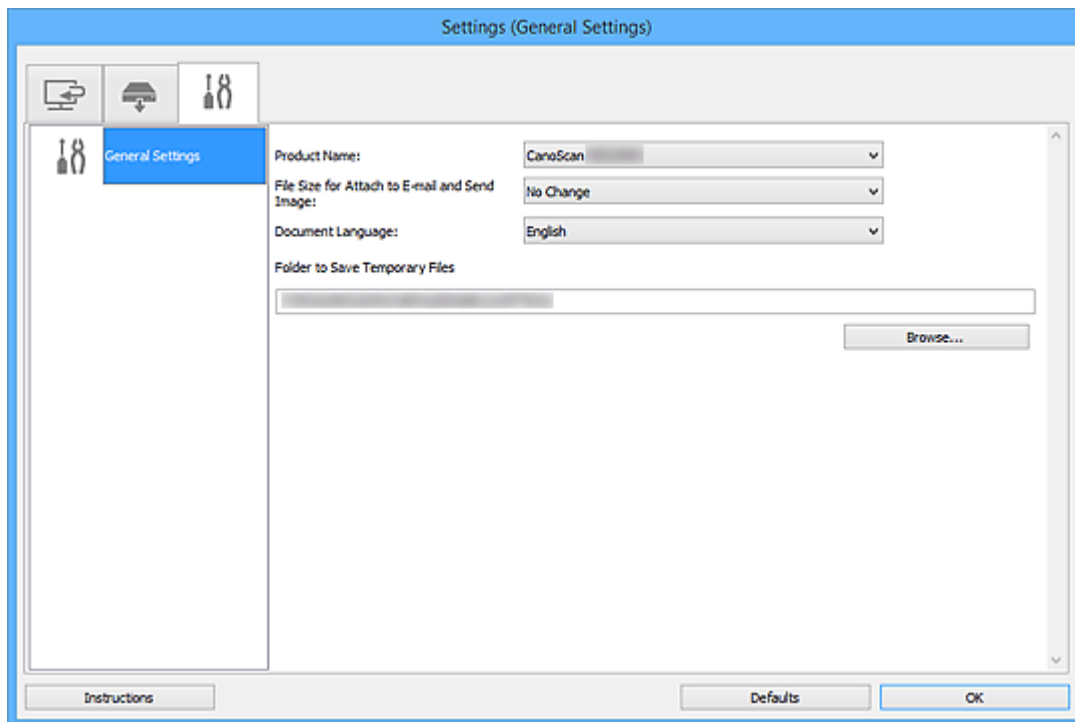 Settings (General Settings)
General Settings
Product Name:
CanoScan
File Size for Attach to E-mail and Send
Image:
No Change
Document Language:
English
Folder to Save Temporary Files
Browse...
Instructions
Defaults
OK